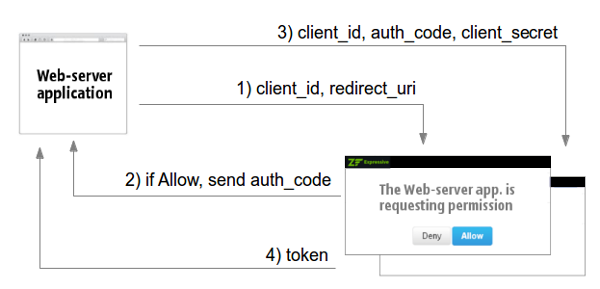 3) client_id, auth_code, client_secret
Web-server
application
1) client_id, redirect_uri
ZF Expressive
2) if Allow, send auth_code
The Web-server app. is
requesting permission
Deny Allow
4) token